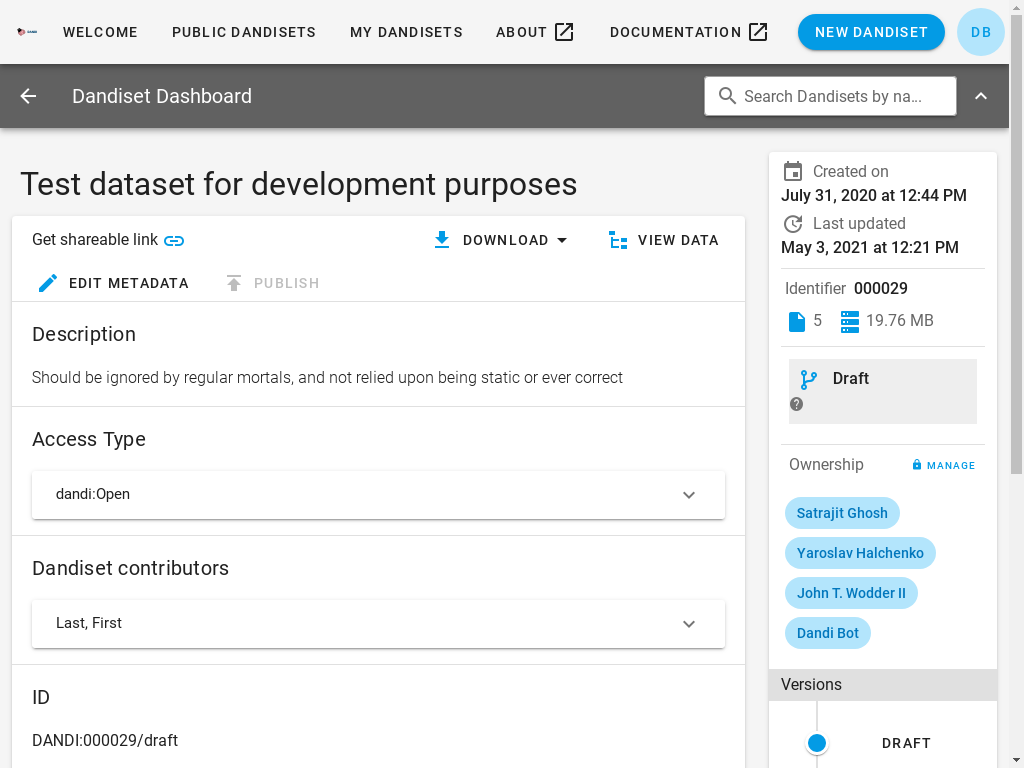 WELCOME PUBLIC DANDISETS MY DANDISETS ABOUT DOCUMENTATION NEW DANDISET DB
Dandiset Dashboard Search Dandisets by na...
Test dataset for development purposes
Get shareable link DOWNLOAD VIEW DATA
EDIT METADATA PUBLISH
Description
Should be ignored by regular mortals, and not relied upon being static or ever correct
Access Type
dandi:Open
Dandiset contributors
Last, First
ID
DANDI:000029/draft
Created on
July 31, 2020 at 12:44 PM
Last updated
May 3, 2021 at 12:21 PM
Identifier 000029
5 19.76 MB
Draft
Ownership MANAGE
Satrajit Ghosh
Yaroslav Halchenko
John T. Wodder II
Dandi Bot
Versions
DRAFT